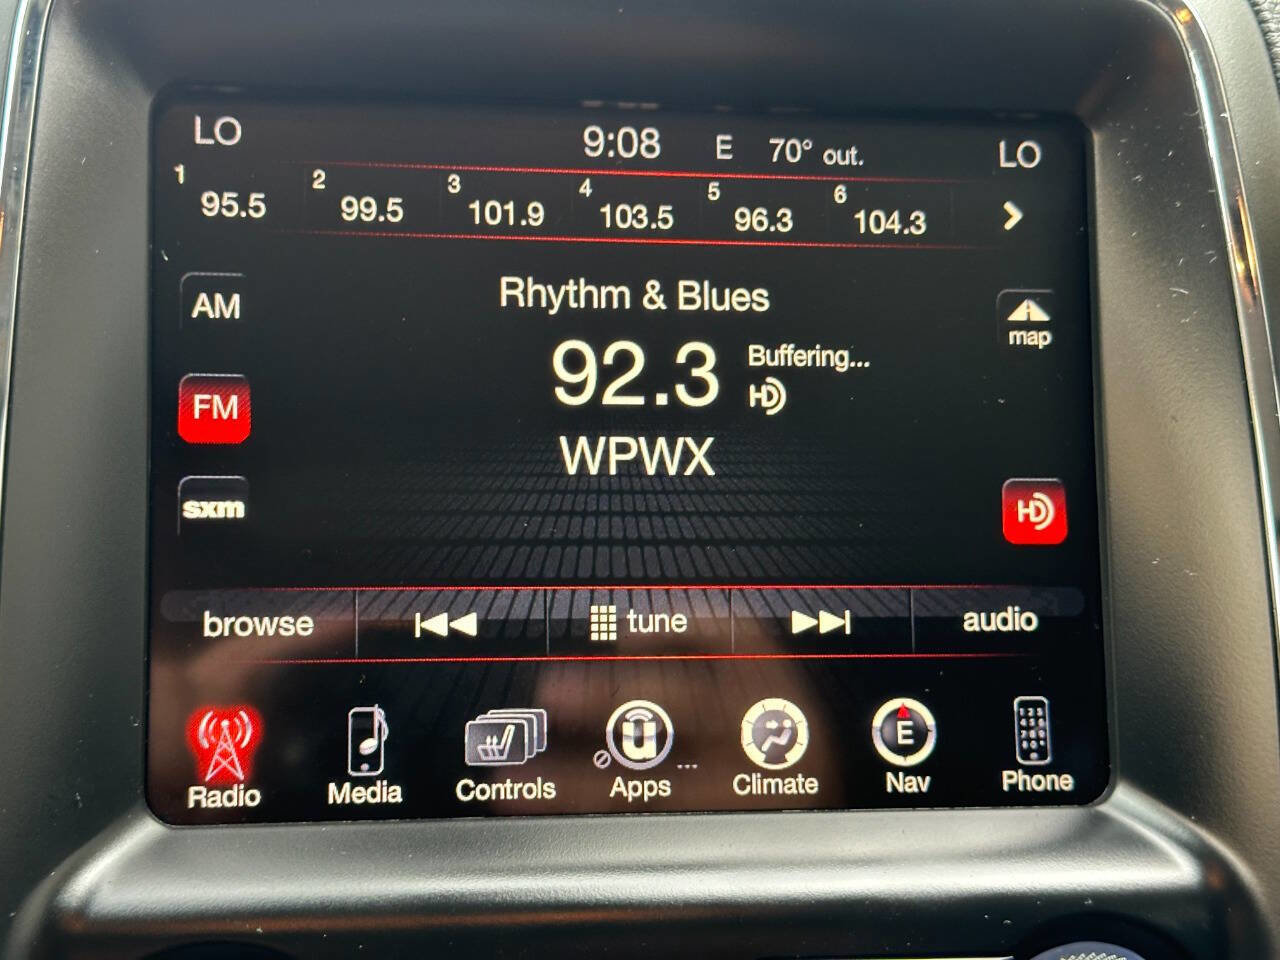 LO 9:08 E 70° out. LO
1 95.5 2 99.5 3 101.9 4 103.5 5 96.3 6 104.3
AM
Rhythm & Blues
map
FM
92.3 Buffering...
HD
WPWX
sxm
HD
browse tune audio
u E
Radio Media Controls Apps ... Climate Nav Phone